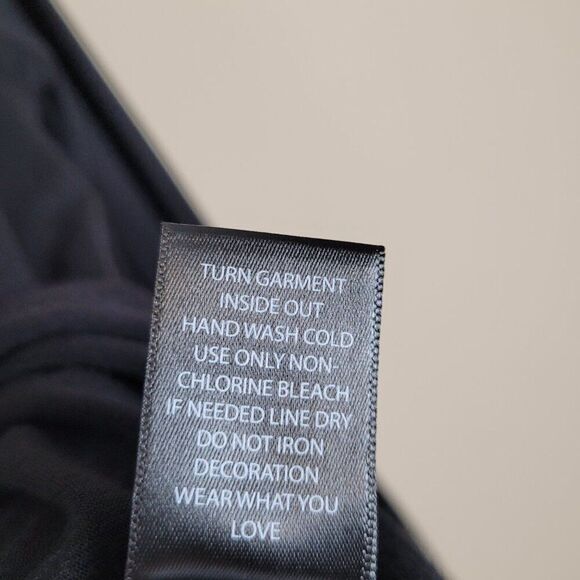 TURN GARMENT
INSIDE OUT
HAND WASH COLD
USE ONLY NON-
CHLORINE BLEACH
IF NEEDED LINE DRY
DO NOT IRON
DECORATION
WEAR WHAT YOU
LOVE